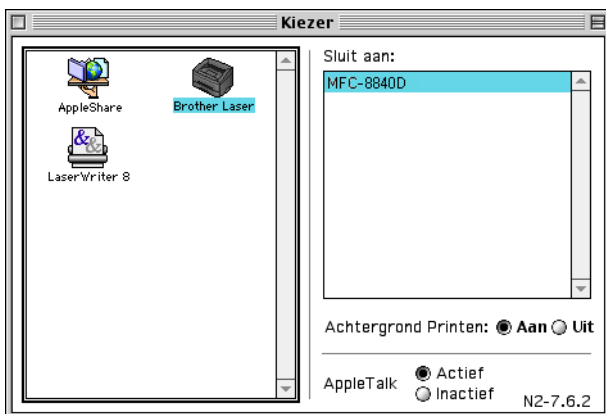 Kiezer
AppleShare
Brother Laser
LaserWriter 8
Sluit aan:
MFC-8840D
Achtergrond Printen: Aan Uit
AppleTalk
Actief
Inactief
N2-7.6.2